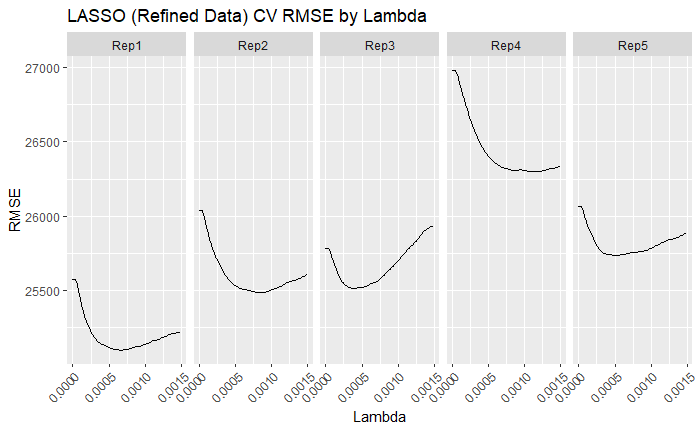 LASSO (Refined Data) CV RMSE by Lambda
Rep1 Rep2 Rep3 Rep4 Rep5
27000
26500
26000
25500
RMSE
0.0000 0.0005 0.0010 0.0015 0.0000 0.0005 0.0010 0.0015 0.0000 0.0005 0.0010 0.0015 0.0000 0.0005 0.0010 0.0015 0.0000 0.0005 0.0010 0.0015
Lambda